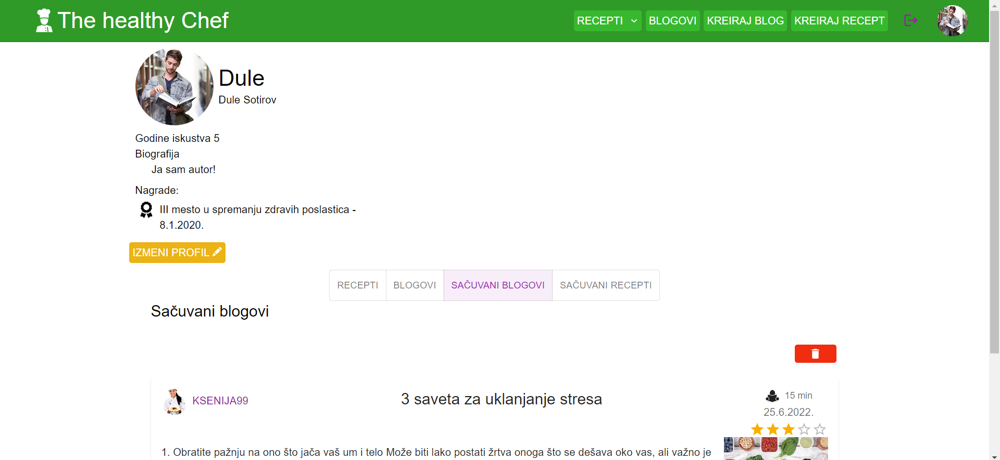 The healthy Chef
RECEPTI
BLOGOVI
KREIRAJ BLOG
KREIRAJ RECEPT
Dule
Dule Sotirov
Godine iskustva 5
Biografija
Ja sam autor!
Nagrade:
III mesto u spremanju zdravih poslastica -
8.1.2020.
IZMENI PROFIL
RECEPTI
BLOGOVI
SAČUVANI BLOGOVI
SAČUVANI RECEPTI
Sačuvani blogovi
KSENIJA99
3 saveta za uklanjanje stresa
15 min
25.6.2022.
1. Obratite pažnju na ono što jača vaš um i telo Može biti lako postati žrtva onoga što se dešava oko vas, ali važno je